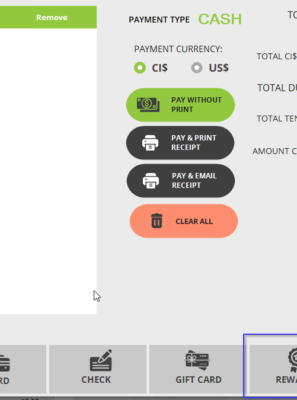 Remove
PAYMENT TYPE CASH
PAYMENT CURRENCY:
CI$ US$
PAY WITHOUT
PRINT
PAY & PRINT
RECEIPT
PAY & EMAIL
RECEIPT
CLEAR ALL
TO
TOTAL CI$
TOTAL DU
TOTAL TEN
AMOUNT C
RD
CHECK
GIFT CARD
REWA